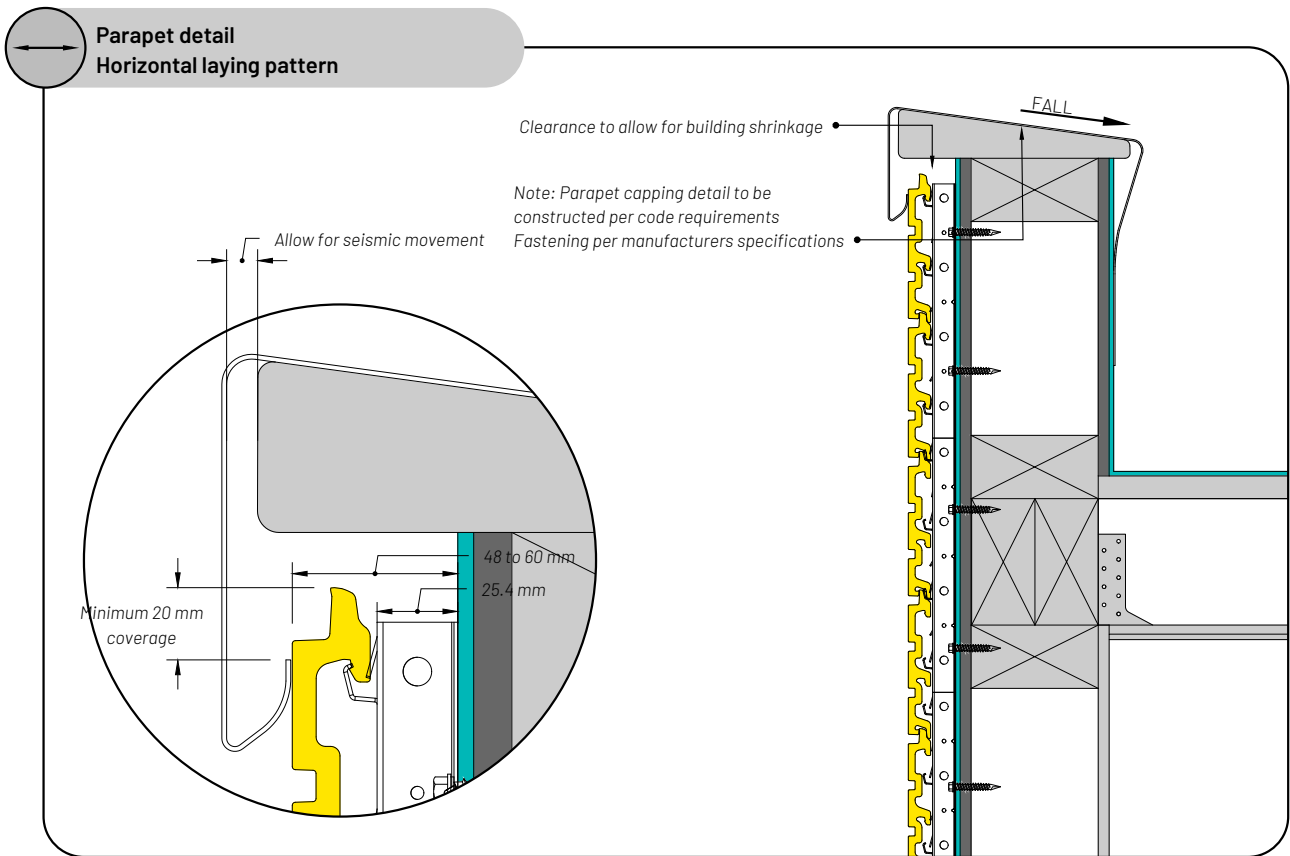 Parapet detail
Horizontal laying pattern
FALL
Clearance to allow for building shrinkage
Note: Parapet capping detail to be
constructed per code requirements
Fastening per manufacturers specifications
Allow for seismic movement
48 to 60 mm
25.4 mm
Minimum 20 mm
coverage